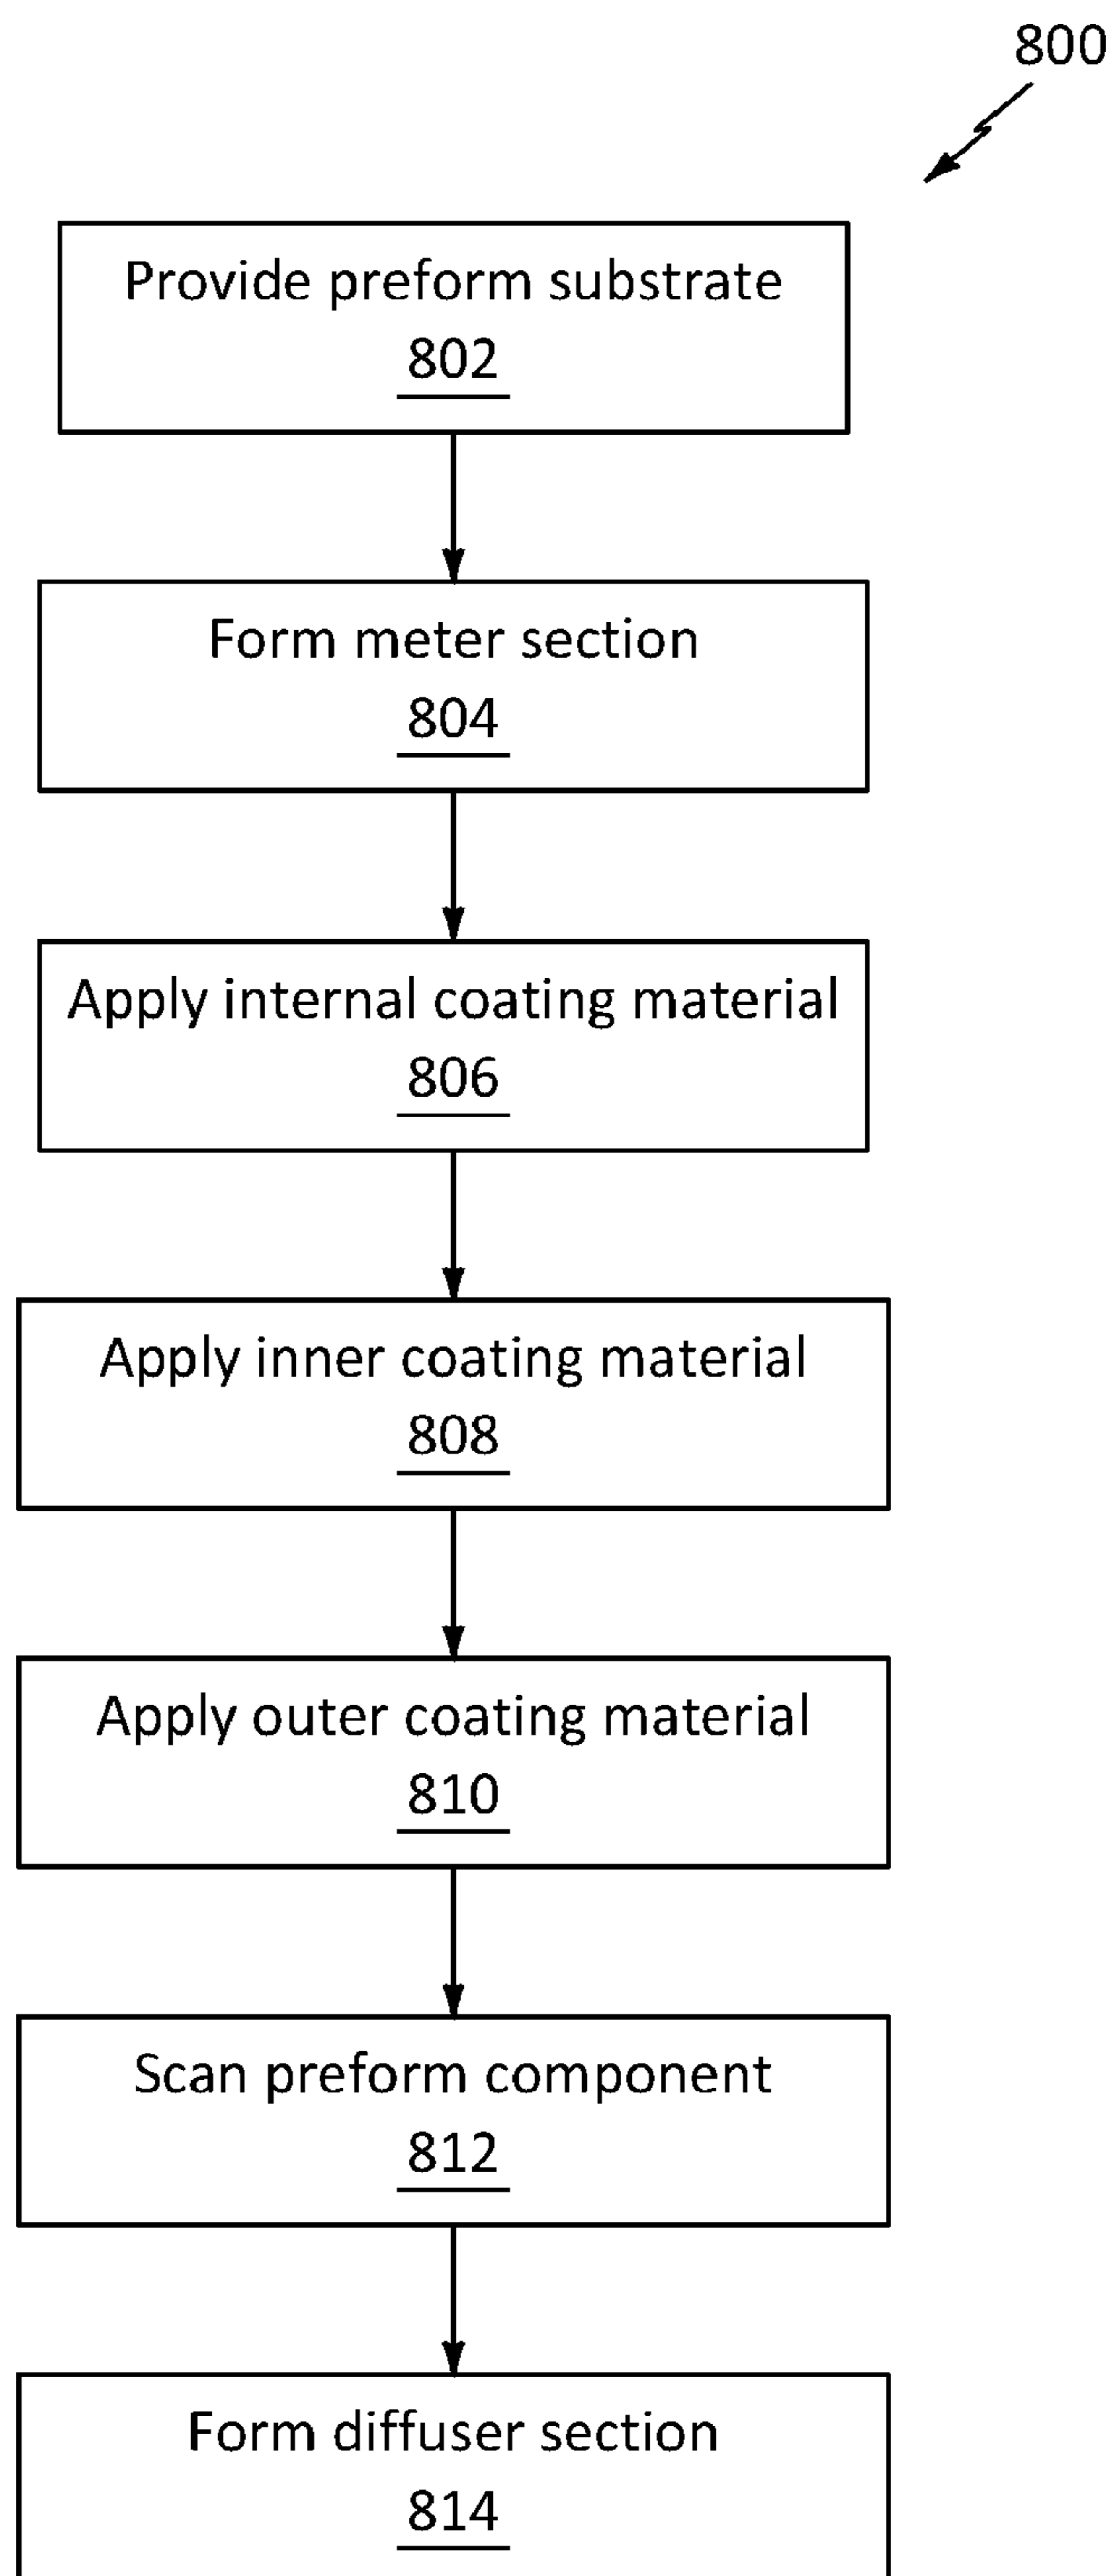 800
Provide preform substrate
802
Form meter section
804
Apply internal coating material
806
Apply inner coating material
808
Apply outer coating material
810
Scan preform component
812
Form diffuser section
814